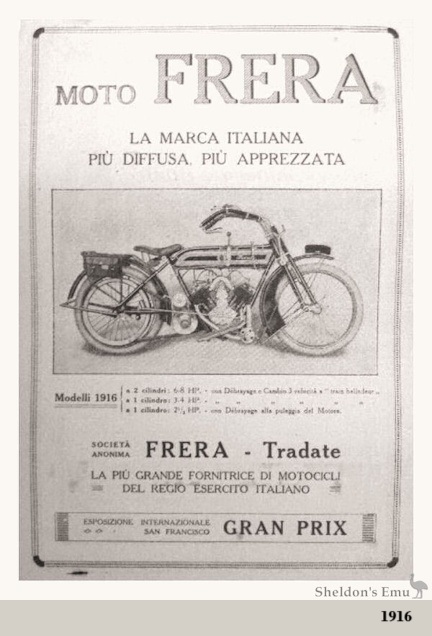 MOTO FRERA
LA MARCA ITALIANA
PIÙ DIFFUSA. PIÙ APPREZZATA
Modelli 1916
a 2 cilindri: 6-8 HP. - con Débrayage e Cambio 3 velocità a "train
a 1 cilindro: 3-4 HP. - " " " " " "
a 1 cilindro: 2¼ HP. - con Débrayage alla puleggia del Motore.
SOCIETÀ ANONIMA FRERA - Tradate
LA PIÙ GRANDE FORNITRICE DI MOTOCICLI
DEL REGIO ESERCITO ITALIANO
ESPOSIZIONE INTERNAZIONALE
SAN FRANCISCO GRAN PRIX
Sheldon's Emu
1916